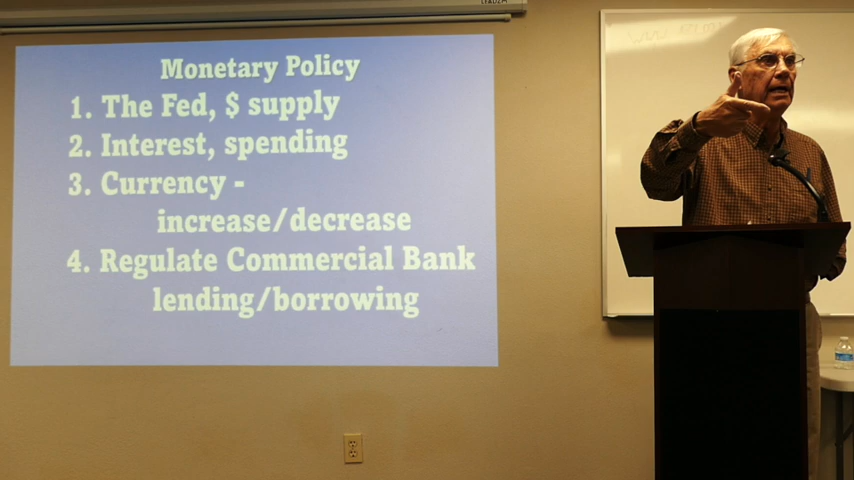 Monetary Policy
1. The Fed, $ supply
2. Interest, spending
3. Currency -
increase/decrease
4. Regulate Commercial Bank
lending/borrowing